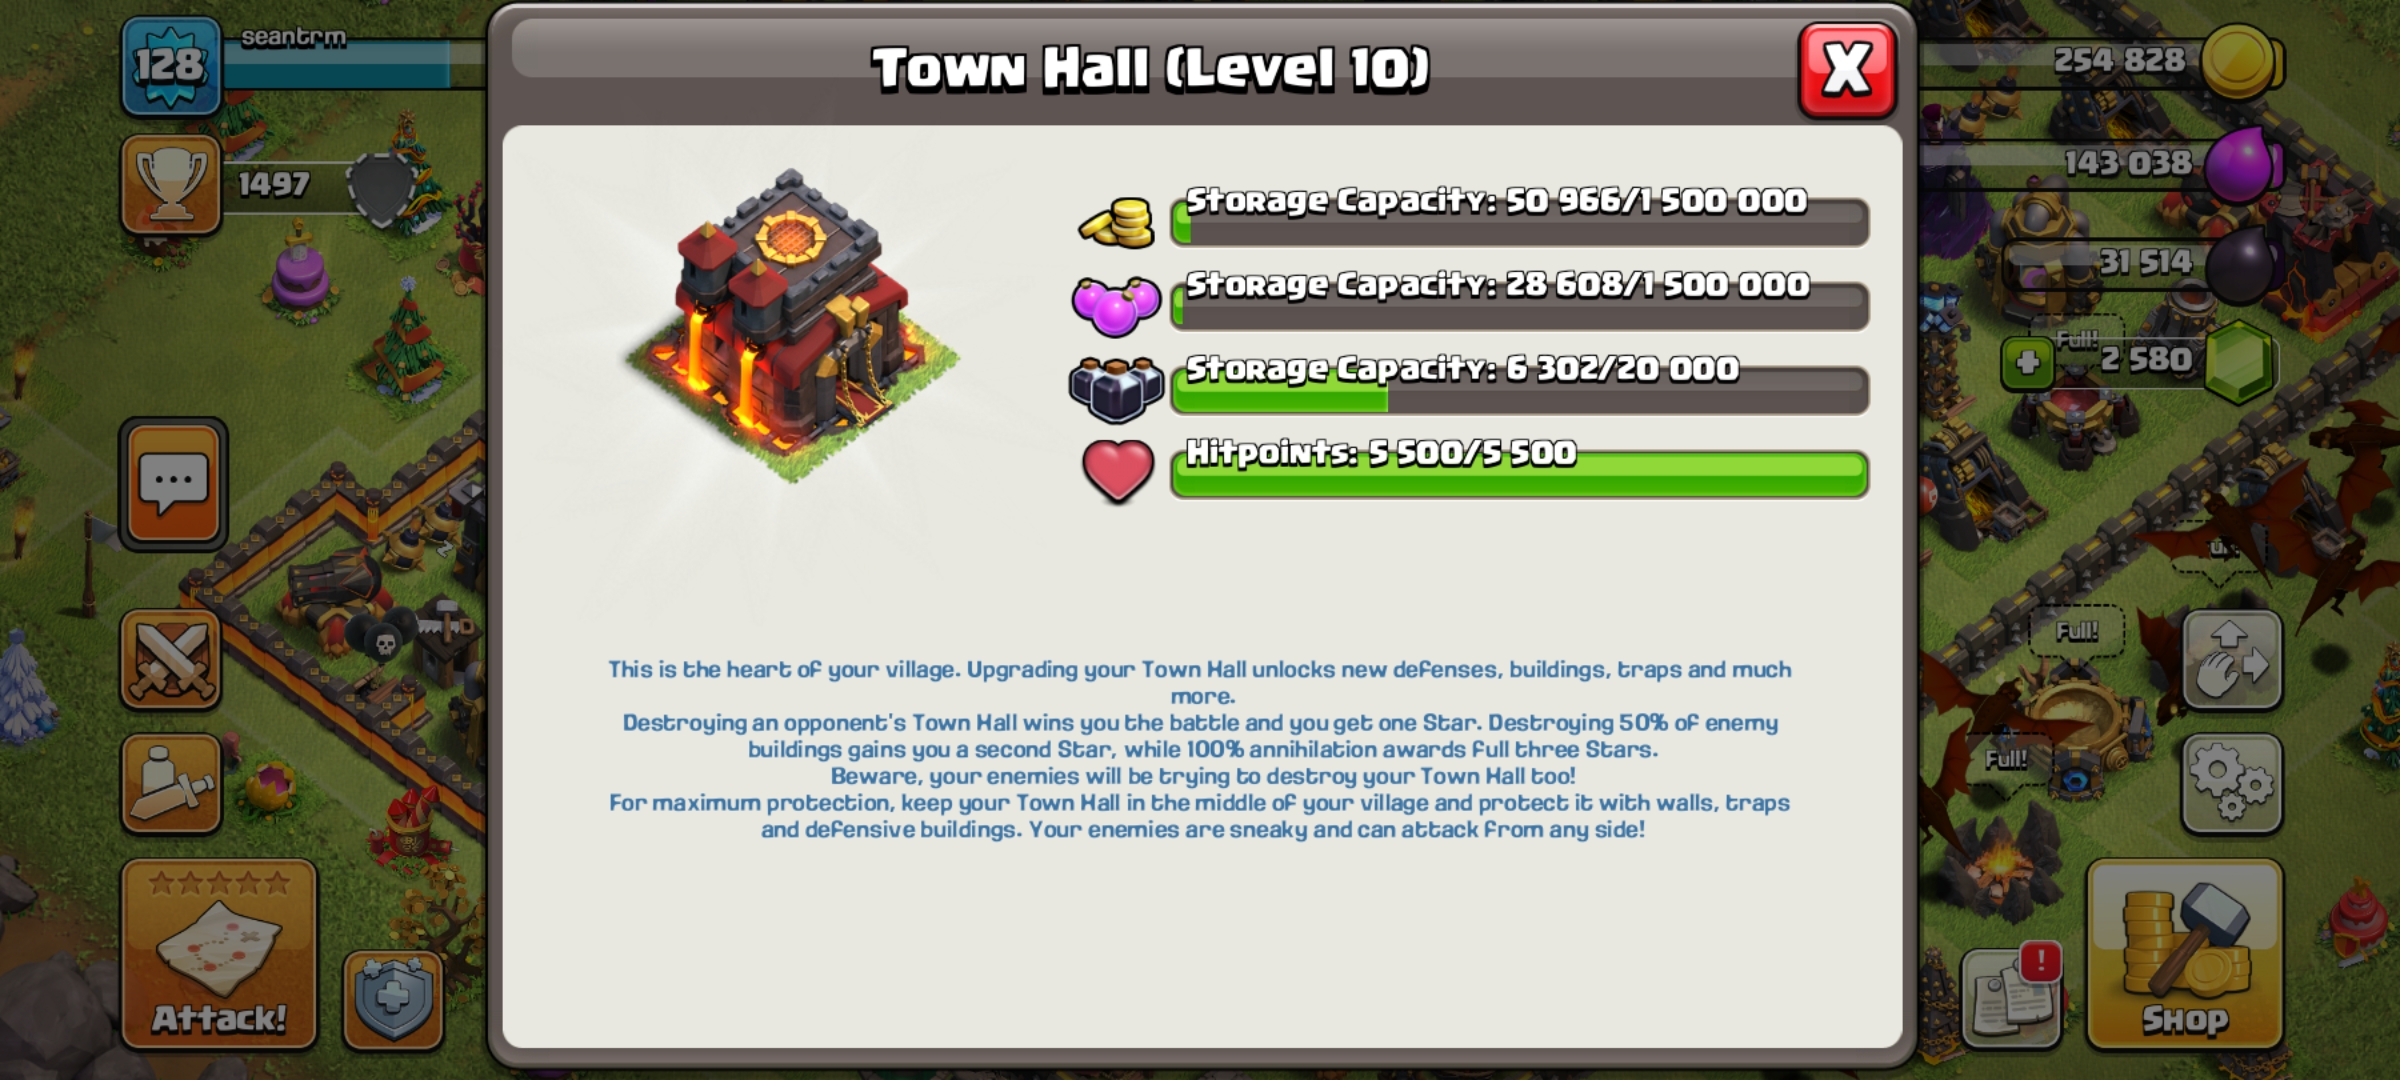 128
seantrm
1497
Town Hall (Level 10)
X
254 828
143 038
31 514
2 580
Storage Capacity: 50 966/1 500 000
Storage Capacity: 28 608/1 500 000
Storage Capacity: 6 302/20 000
Hitpoints: 5 500/5 500
Full!
Full!
Full!
This is the heart of your village. Upgrading your Town Hall unlocks new defenses, buildings, traps and much
more.
Destroying an opponent's Town Hall wins you the battle and you get one Star. Destroying 50% of enemy
buildings gains you a second Star, while 100% annihilation awards full three Stars.
Beware, your enemies will be trying to destroy your Town Hall too!
For maximum protection, keep your Town Hall in the middle of your village and protect it with walls, traps
and defensive buildings. Your enemies are sneaky and can attack from any side!
Attack!
!
Shop